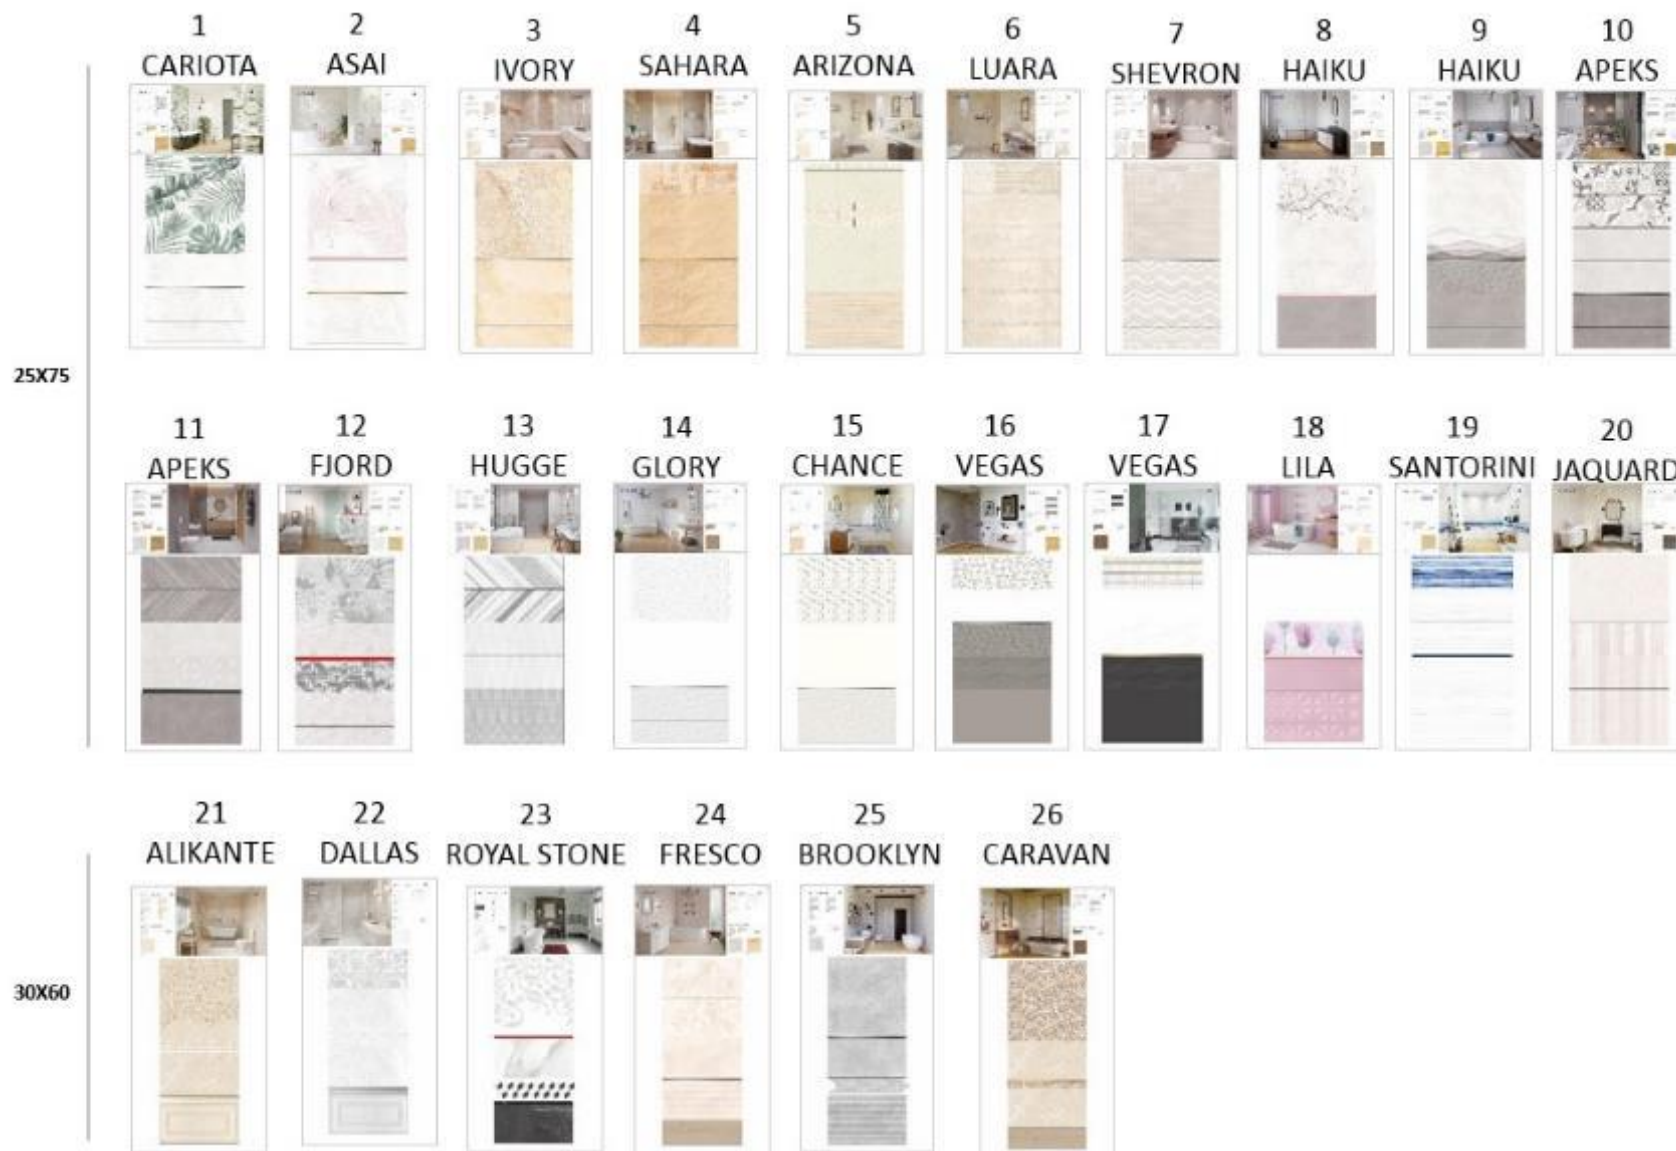 1 2 3 4 5 6 7 8 9 10
CARIOTA ASAI IVORY SAHARA ARIZONA LUARA SHEVRON HAIKU HAIKU APEKS
25X75
11 12 13 14 15 16 17 18 19 20
APEKS FJORD HUGGE GLORY CHANCE VEGAS VEGAS LILA SANTORINI JAQUARD
21 22 23 24 25 26
ALIKANTE DALLAS ROYAL STONE FRESCO BROOKLYN CARAVAN
30X60